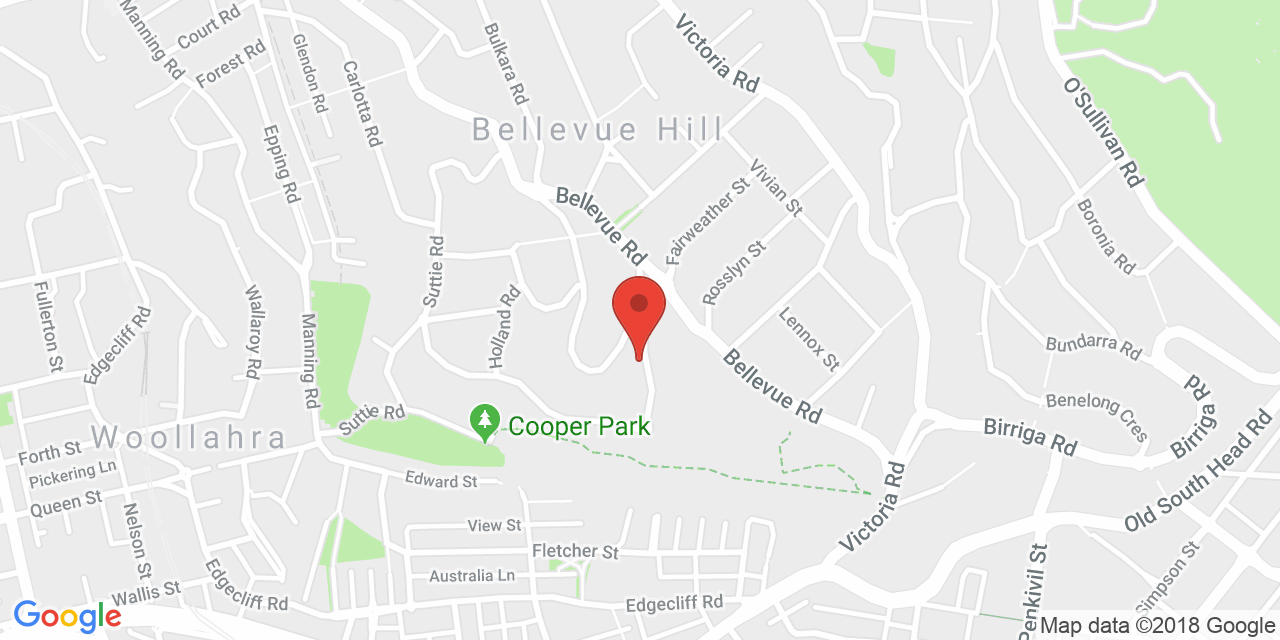 Manning Rd
Court Rd
Forest Rd
Glendon Rd
Carlotta Rd
Bulkara Rd
Victoria Rd
O'Sullivan Rd
Bellevue Hill
Epping Rd
Vivian St
Fairweather St
Bellevue Rd
Boronia Rd
Suttie Rd
Rosslyn St
Fullerton St
Edgecliff Rd
Wallaroy Rd
Manning Rd
Holland Rd
Lennox St
Bundarra Rd
Bellevue Rd
Birriga Rd
Benelong Cres
Suttie Rd
Cooper Park
Woollahra
Forth St
Pickering Ln
Queen St
Birriga Rd
Old South Head Rd
Edward St
Victoria Rd
Nelson St
View St
Fletcher St
Australia Ln
Penkivil St
Simpson St
Wallis St
Edgecliff Rd
Edgecliff Rd
Google
Map data ©2018 Google